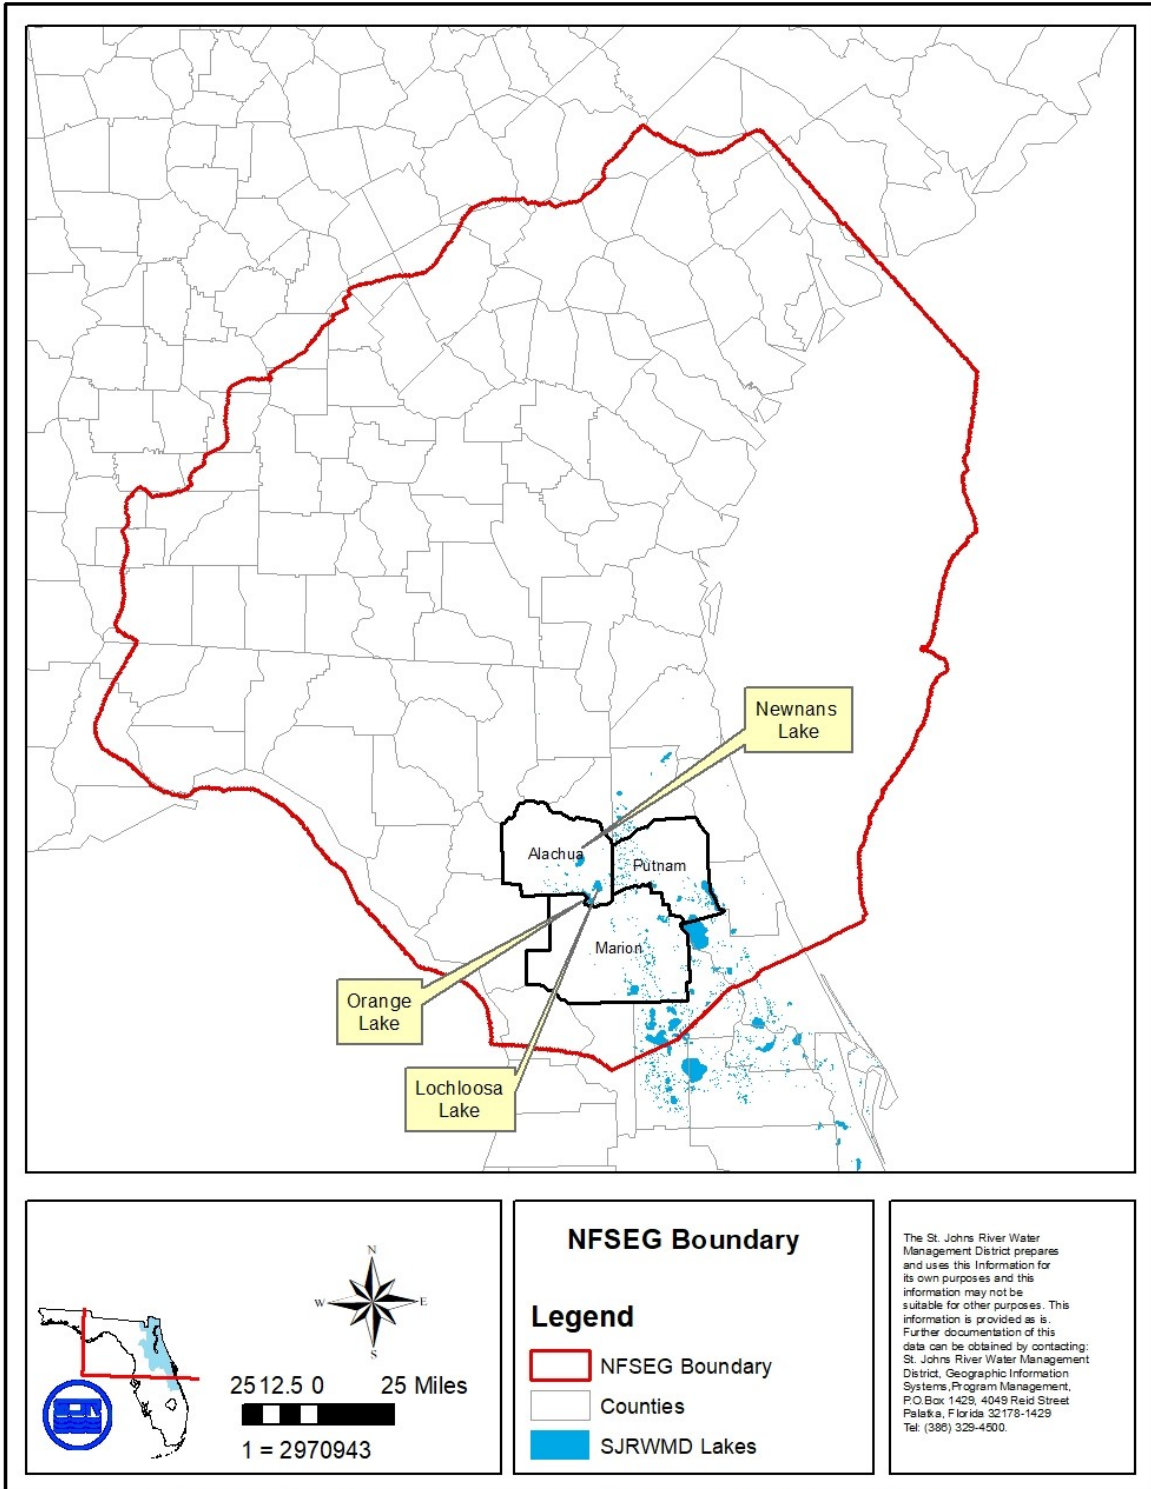 Newnans
Lake
Alachua
Putnam
Marion
Orange
Lake
Lochloosa
Lake
N
W
E
S
25 12.5 0 25 Miles
1 = 2970943
NFSEG Boundary
Legend
NFSEG Boundary
Counties
SJRWMD Lakes
The St. Johns River Water
Management District prepares
and uses this Information for
its own purposes and this
information may not be
suitable for other purposes. This
information is provided as is.
Further documentation of this
data can be obtained by contacting:
St. Johns River Water Management
District, Geographic Information
Systems,Program Management,
P.O.Box 1429, 4049 Reid Street
Palatka, Florida 32178-1429
Tel: (386) 329-4500.